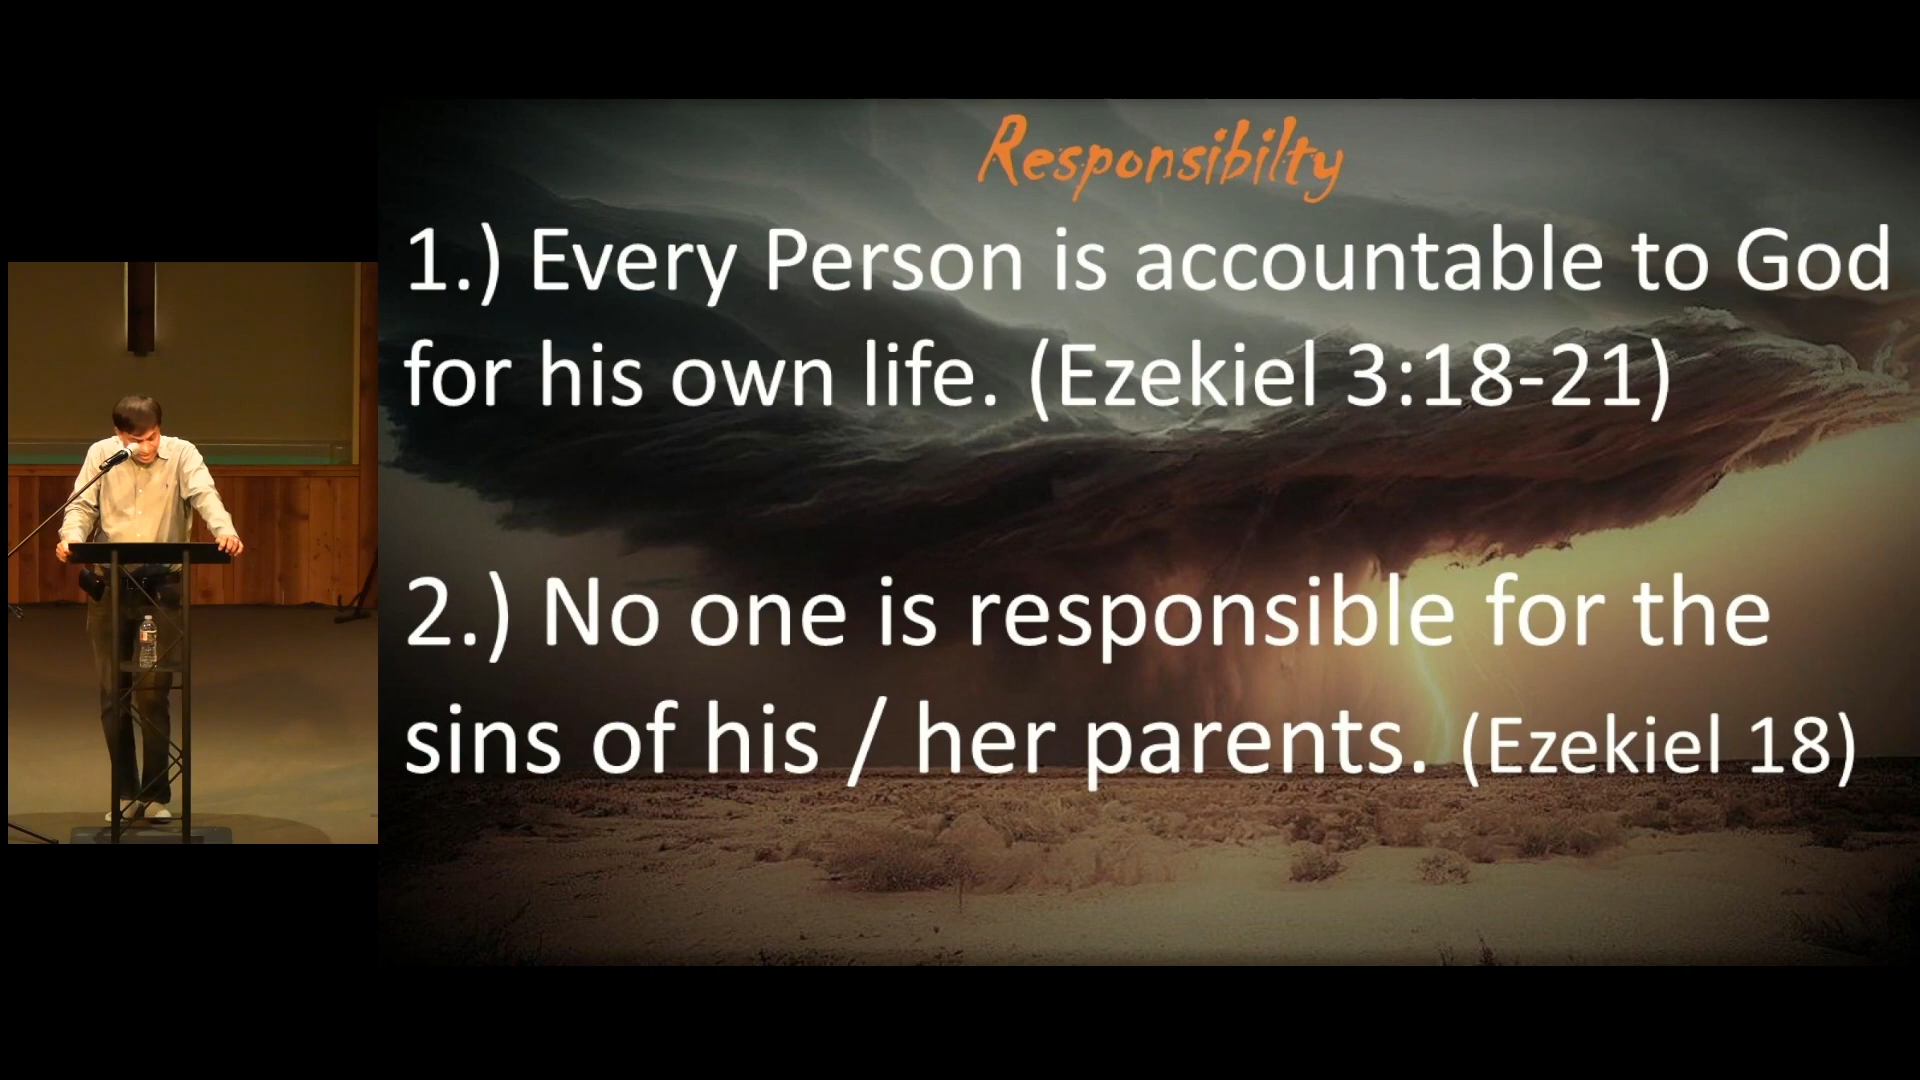 Responsibilty
1.) Every Person is accountable to God
for his own life. (Ezekiel 3:18-21)
2.) No one is responsible for the
sins of his / her parents. (Ezekiel 18)